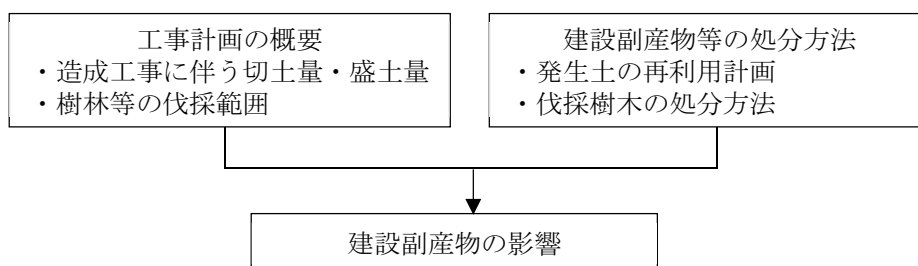 工事計画の概要
・造成工事に伴う切土量・盛土量
・樹林等の伐採範囲
建設副産物等の処分方法
・発生土の再利用計画
・伐採樹木の処分方法
建設副産物の影響